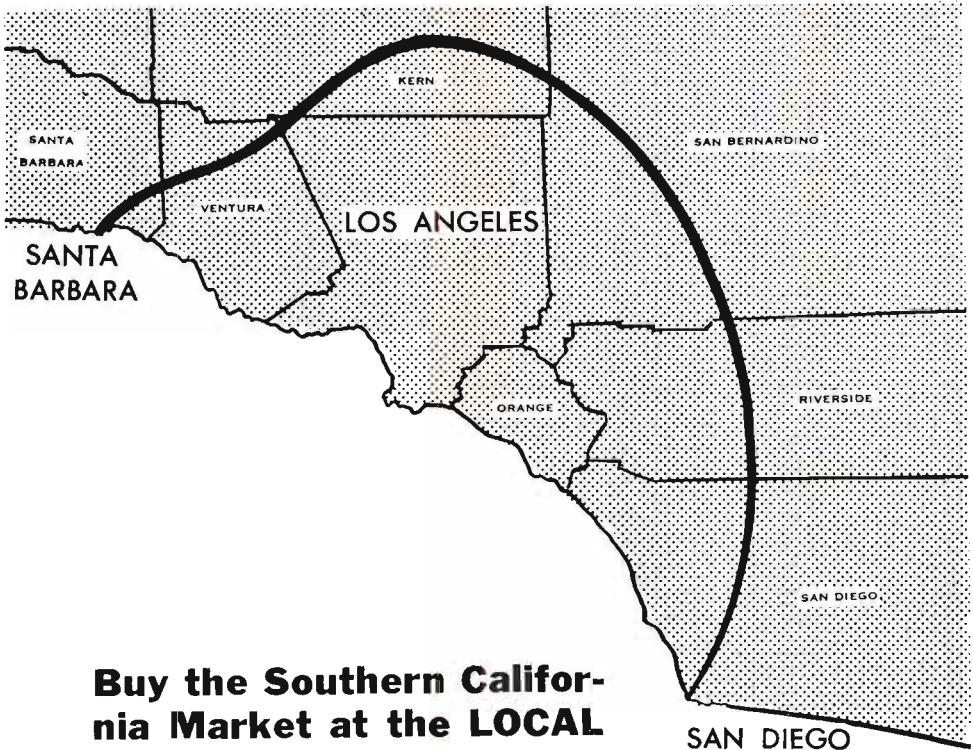 KERN
SANTA
BARBARA
SAN BERNARDINO
VENTURA
LOS ANGELES
SANTA
BARBARA
RIVERSIDE
ORANGE
SAN DIEGO
Buy the Southern Califor-
nia Market at the LOCAL
SAN DIEGO